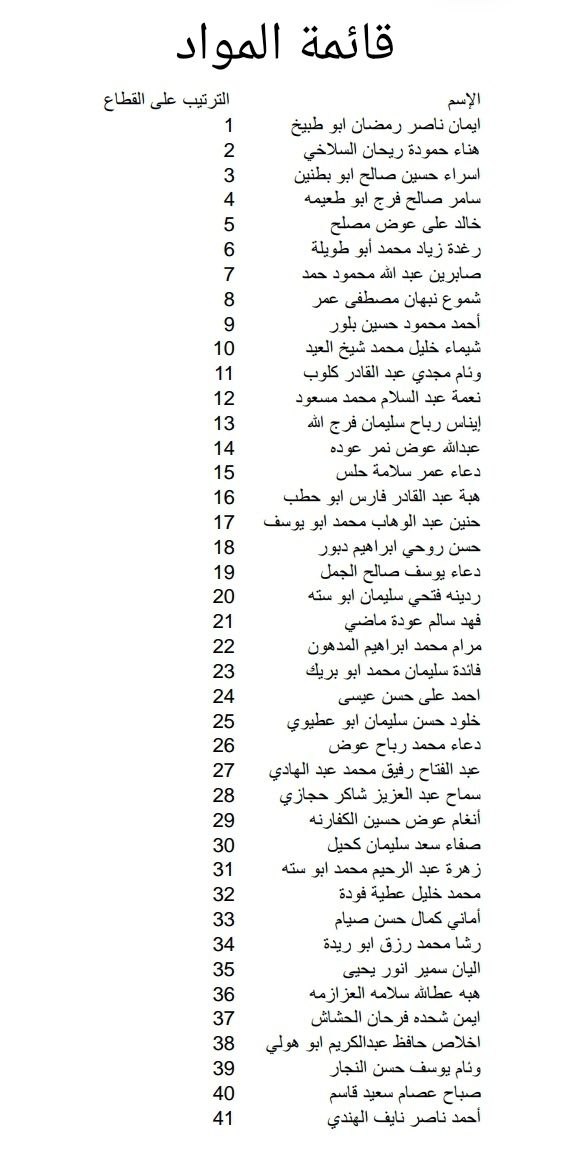 قائمة المواد
الإسم الترتيب على القطاع
ايمان ناصر رمضان ابو طبيخ 1
هناء حمودة ريحان السلاخي 2
اسراء حسين صالح ابو بطنين 3
سامر صالح فرج ابو طعيمه 4
خالد على عوض مصلح 5
رغدة زياد محمد أبو طويلة 6
صابرين عبد الله محمود حمد 7
شموع نبهان مصطفى عمر 8
أحمد محمود حسين بلور 9
شيماء خليل محمد شيخ العيد 10
وئام مجدي عبد القادر كلوب 11
نعمة عبد السلام محمد مسعود 12
إيناس رباح سليمان فرج الله 13
عبدالله عوض نمر عوده 14
دعاء عمر سلامة حلس 15
هبة عبد القادر فارس ابو حطب 16
حنين عبد الوهاب محمد ابو يوسف 17
حسن روحي ابراهيم دبور 18
دعاء يوسف صالح الجمل 19
ردينه فتحي سليمان ابو سته 20
فهد سالم عودة ماضي 21
مرام محمد ابراهيم المدهون 22
فائدة سليمان محمد ابو بريك 23
احمد على حسن عيسى 24
خلود حسن سليمان ابو عطيوي 25
دعاء محمد رباح عوض 26
عبد الفتاح رفيق محمد عبد الهادي 27
سماح عبد العزيز شاكر حجازي 28
أنغام عوض حسين الكفارنه 29
صفاء سعد سليمان كحيل 30
زهرة عبد الرحيم محمد ابو سته 31
محمد خليل عطية فودة 32
أماني كمال حسن صيام 33
رشا محمد رزق ابو ريدة 34
اليان سمير انور يحيى 35
هبه عطالله سلامه العزازمه 36
ايمن شحده فرحان الحشاش 37
اخلاص حافظ عبدالكريم ابو هولي 38
وئام يوسف حسن النجار 39
صباح عصام سعيد قاسم 40
أحمد ناصر نايف الهندي 41